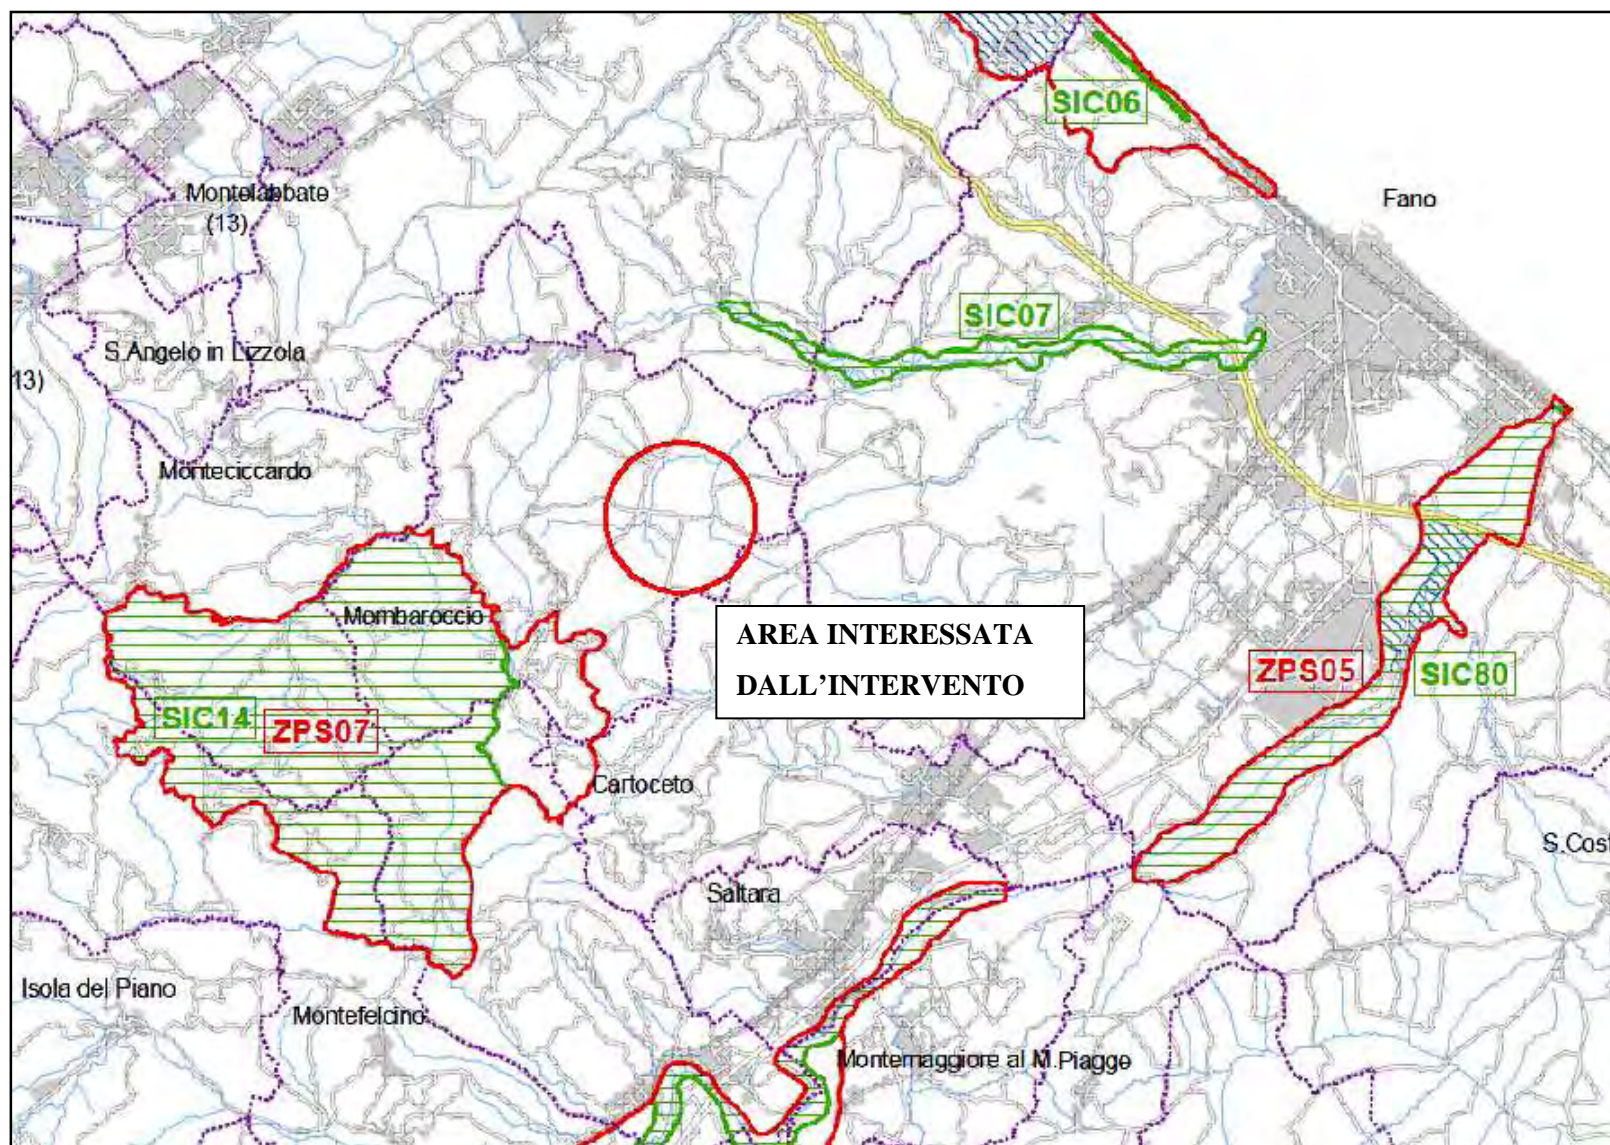 SIC06
Montelabbate
(13)
Fano
SIC07
S.Angelo in Lizzola
13)
Monteciccardo
Mombaroccio
AREA INTERESSATA
DALL'INTERVENTO
ZPS05
SIC80
SIC14
ZPS07
Cartoceto
S.Cost
Saltara
Isola del Piano
Montefelcino
Montemaggiore al M.Piagge